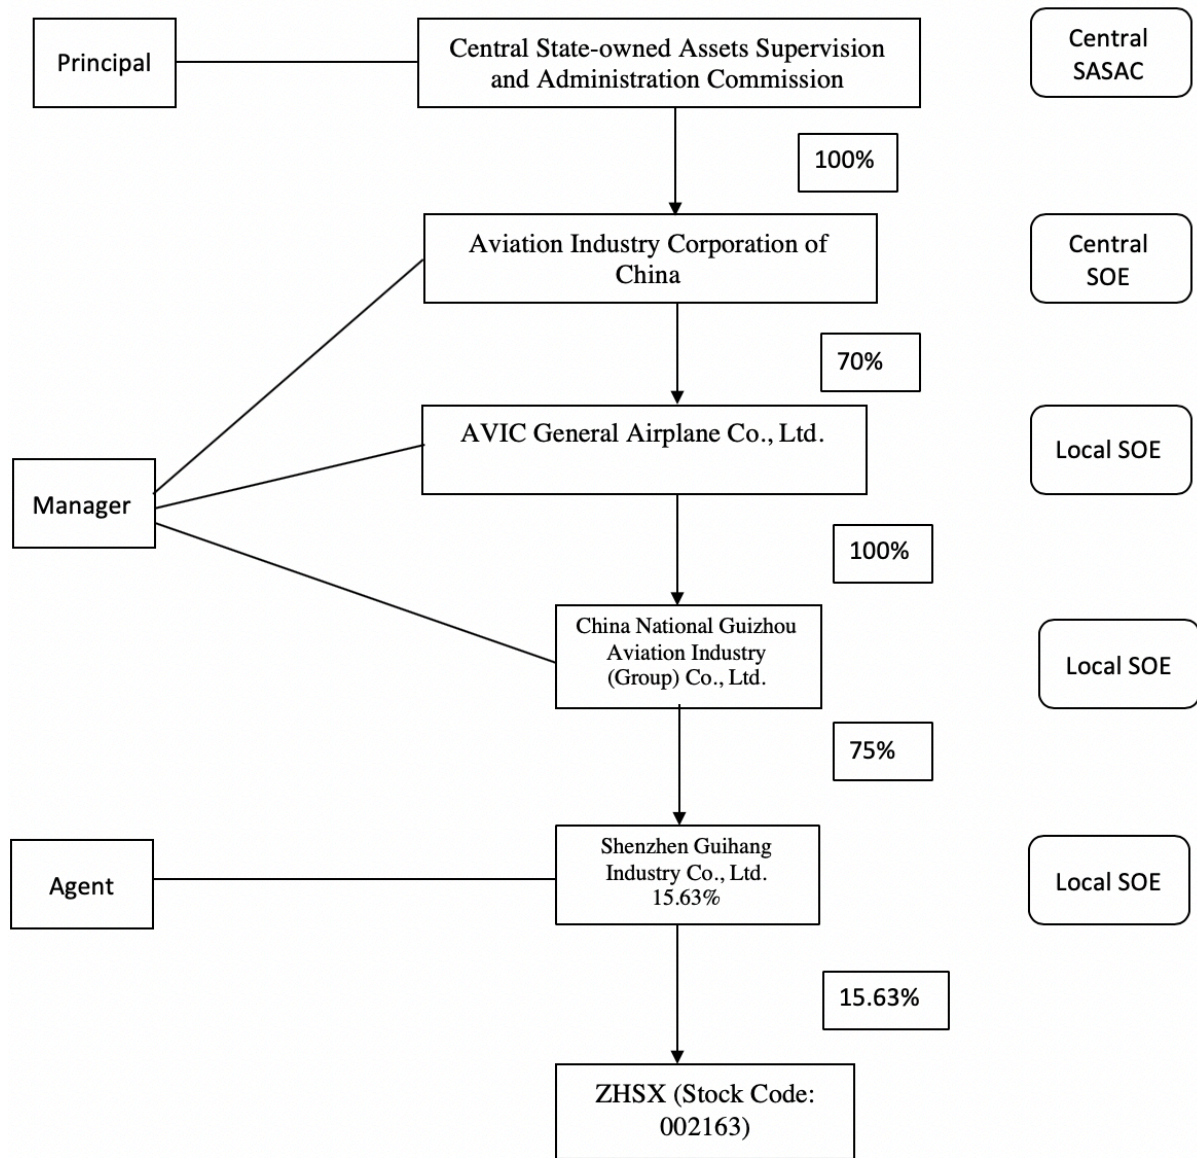 Principal
Central State-owned Assets Supervision
and Administration Commission
Central
SASAC
100%
Aviation Industry Corporation of
China
Central
SOE
70%
AVIC General Airplane Co., Ltd.
Local SOE
Manager
100%
China National Guizhou
Aviation Industry
(Group) Co., Ltd.
Local SOE
75%
Agent
Shenzhen Guihang
Industry Co., Ltd.
15.63%
Local SOE
15.63%
ZHSX (Stock Code:
002163)